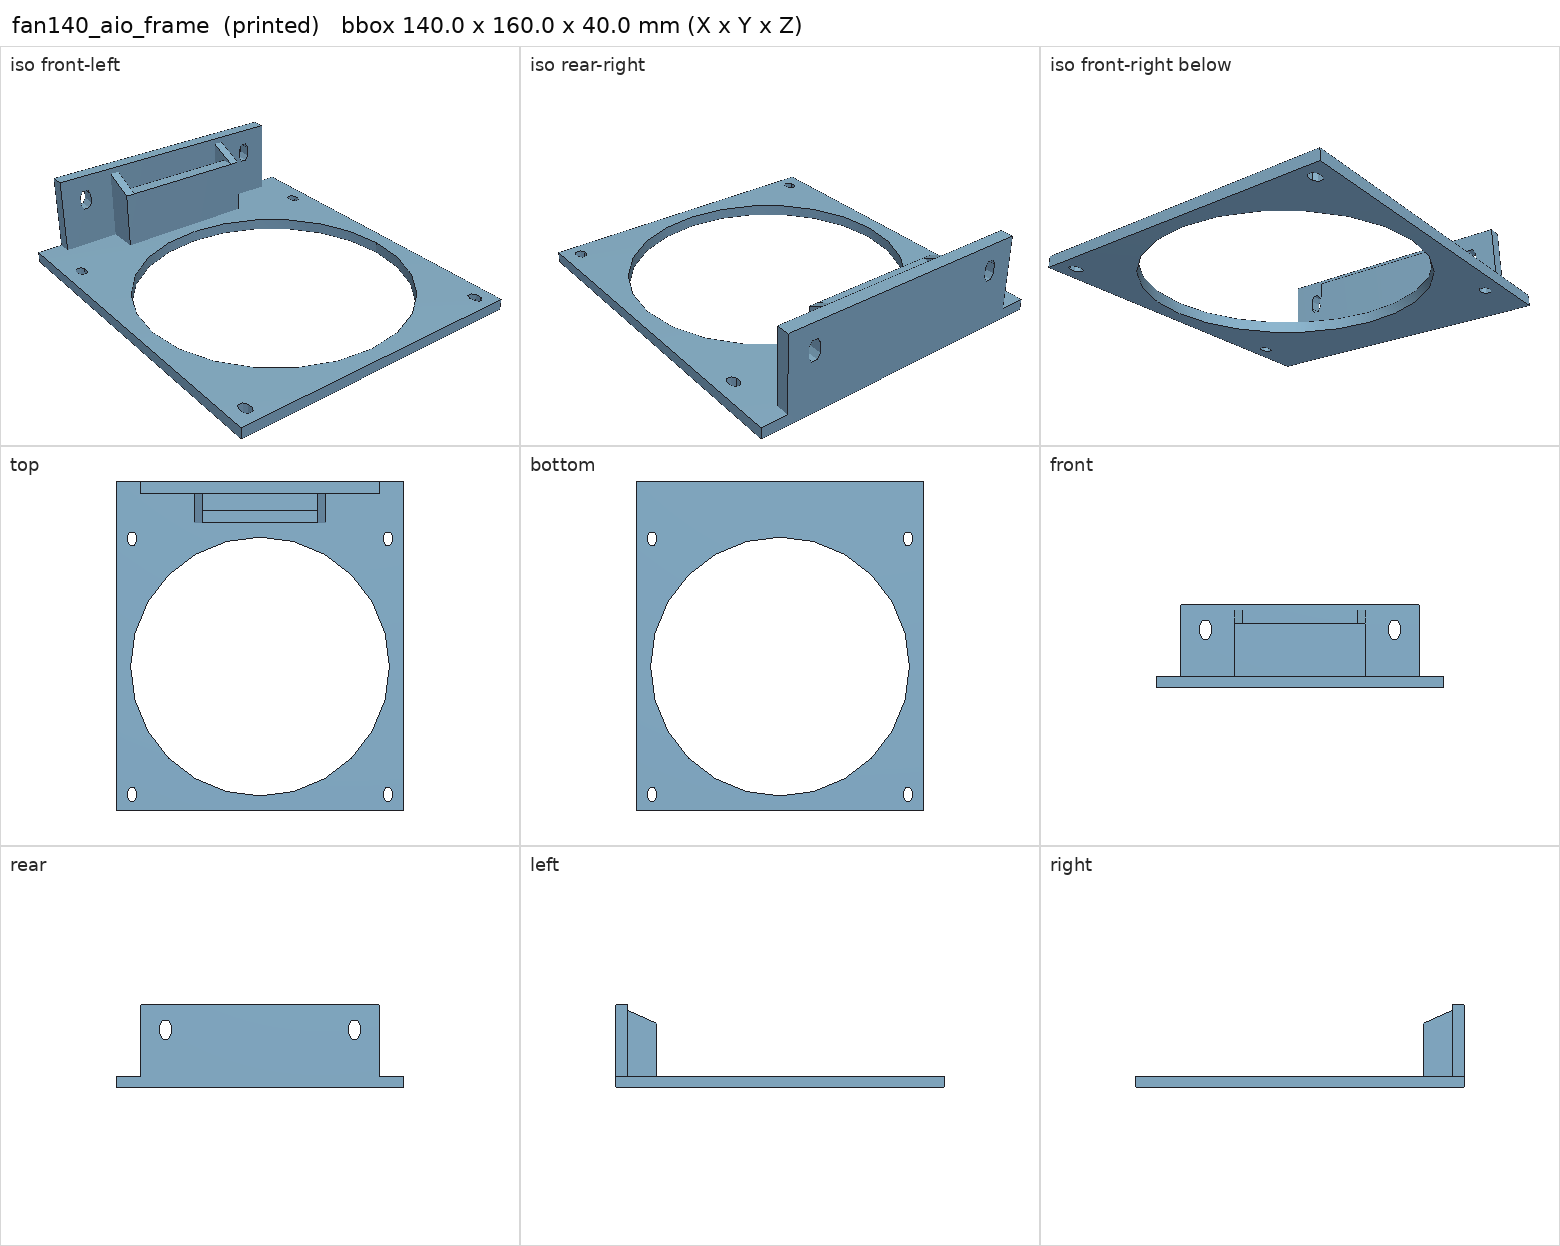 fan140_aio_frame  (printed)   bbox 140.0 x 160.0 x 40.0 mm (X x Y x Z)
iso front-left
iso rear-right
iso front-right below
top
bottom
front
rear
left
right